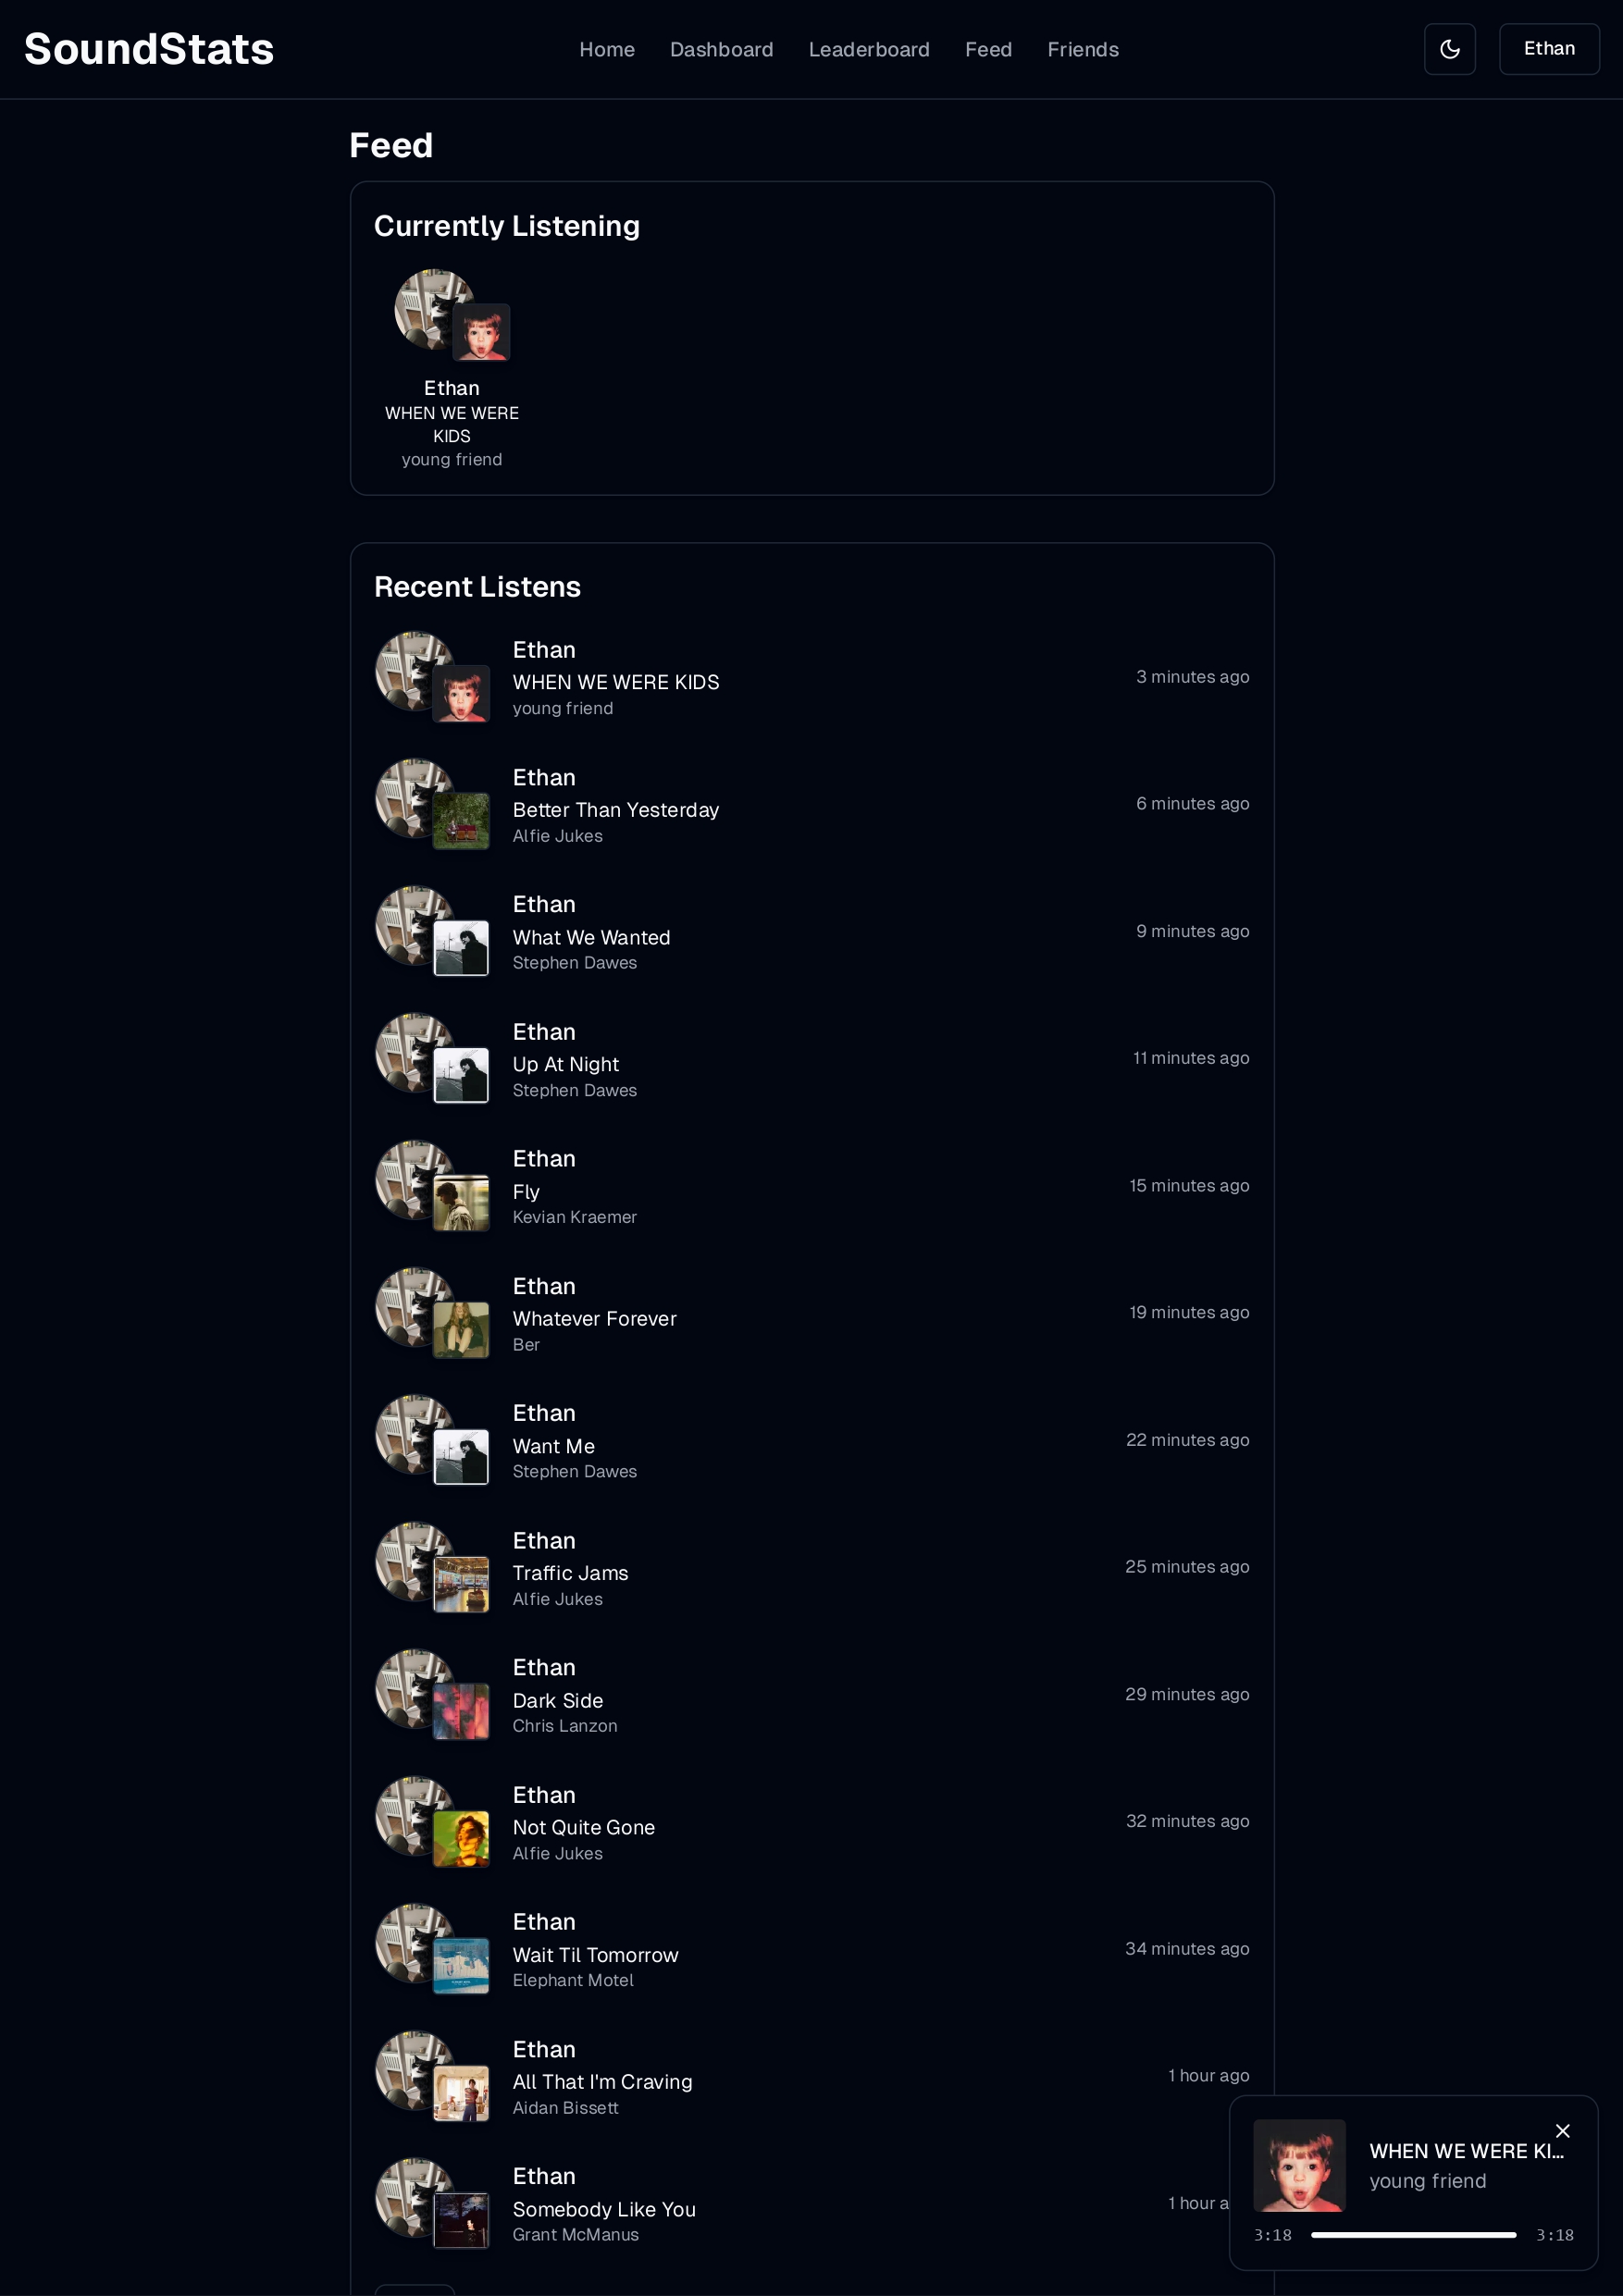 SoundStats
Home Dashboard Leaderboard Feed Friends
Ethan
Feed
Currently Listening
Ethan
WHEN WE WERE
KIDS
young friend
Recent Listens
Ethan
WHEN WE WERE KIDS
young friend
3 minutes ago
Ethan
Better Than Yesterday
Alfie Jukes
6 minutes ago
Ethan
What We Wanted
Stephen Dawes
9 minutes ago
Ethan
Up At Night
Stephen Dawes
11 minutes ago
Ethan
Fly
Kevian Kraemer
15 minutes ago
Ethan
Whatever Forever
Ber
19 minutes ago
Ethan
Want Me
Stephen Dawes
22 minutes ago
Ethan
Traffic Jams
Alfie Jukes
25 minutes ago
Ethan
Dark Side
Chris Lanzon
29 minutes ago
Ethan
Not Quite Gone
Alfie Jukes
32 minutes ago
Ethan
Wait Til Tomorrow
Elephant Motel
34 minutes ago
Ethan
All That I'm Craving
Aidan Bissett
1 hour ago
Ethan
Somebody Like You
Grant McManus
1 hour a
WHEN WE WERE KI...
young friend
3:18 3:18